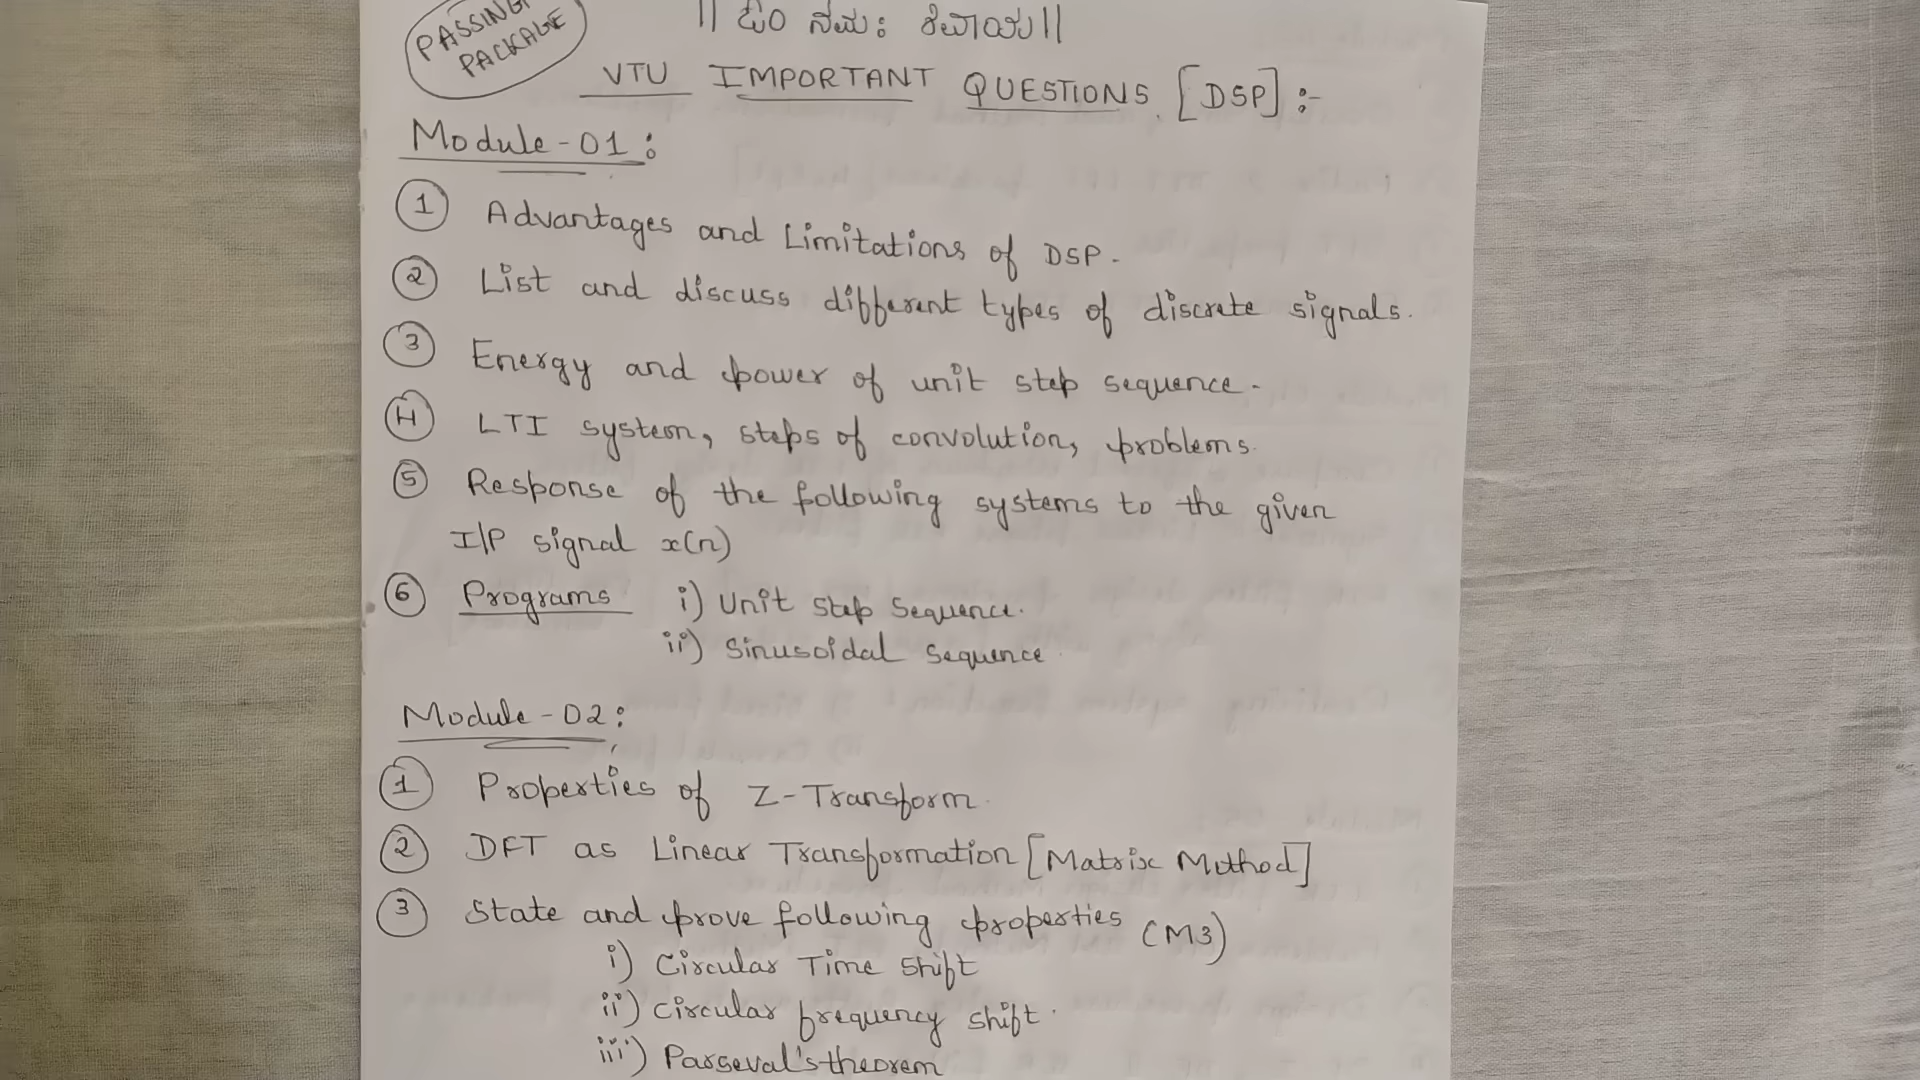 PASSING
PACKAGE
|| ಓಂ ನಮಃ ಶಿವಾಯ ||
VTU IMPORTANT QUESTIONS [DSP] :-
Module-01:
① Advantages and Limitations of DSP.
② List and discuss different types of discrete signals.
③ Energy and power of unit step sequence.
④ LTI system, steps of convolution, problems.
⑤ Response of the following systems to the given
I/P signal x(n)
⑥ Programs i) Unit step sequence.
ii) Sinusoidal sequence
Module-02:
① Properties of Z-Transform.
② DFT as Linear Transformation [Matrix Method]
③ State and prove following properties (M3)
i) Circular Time shift
ii) Circular frequency shift.
iii) Parseval's theorem